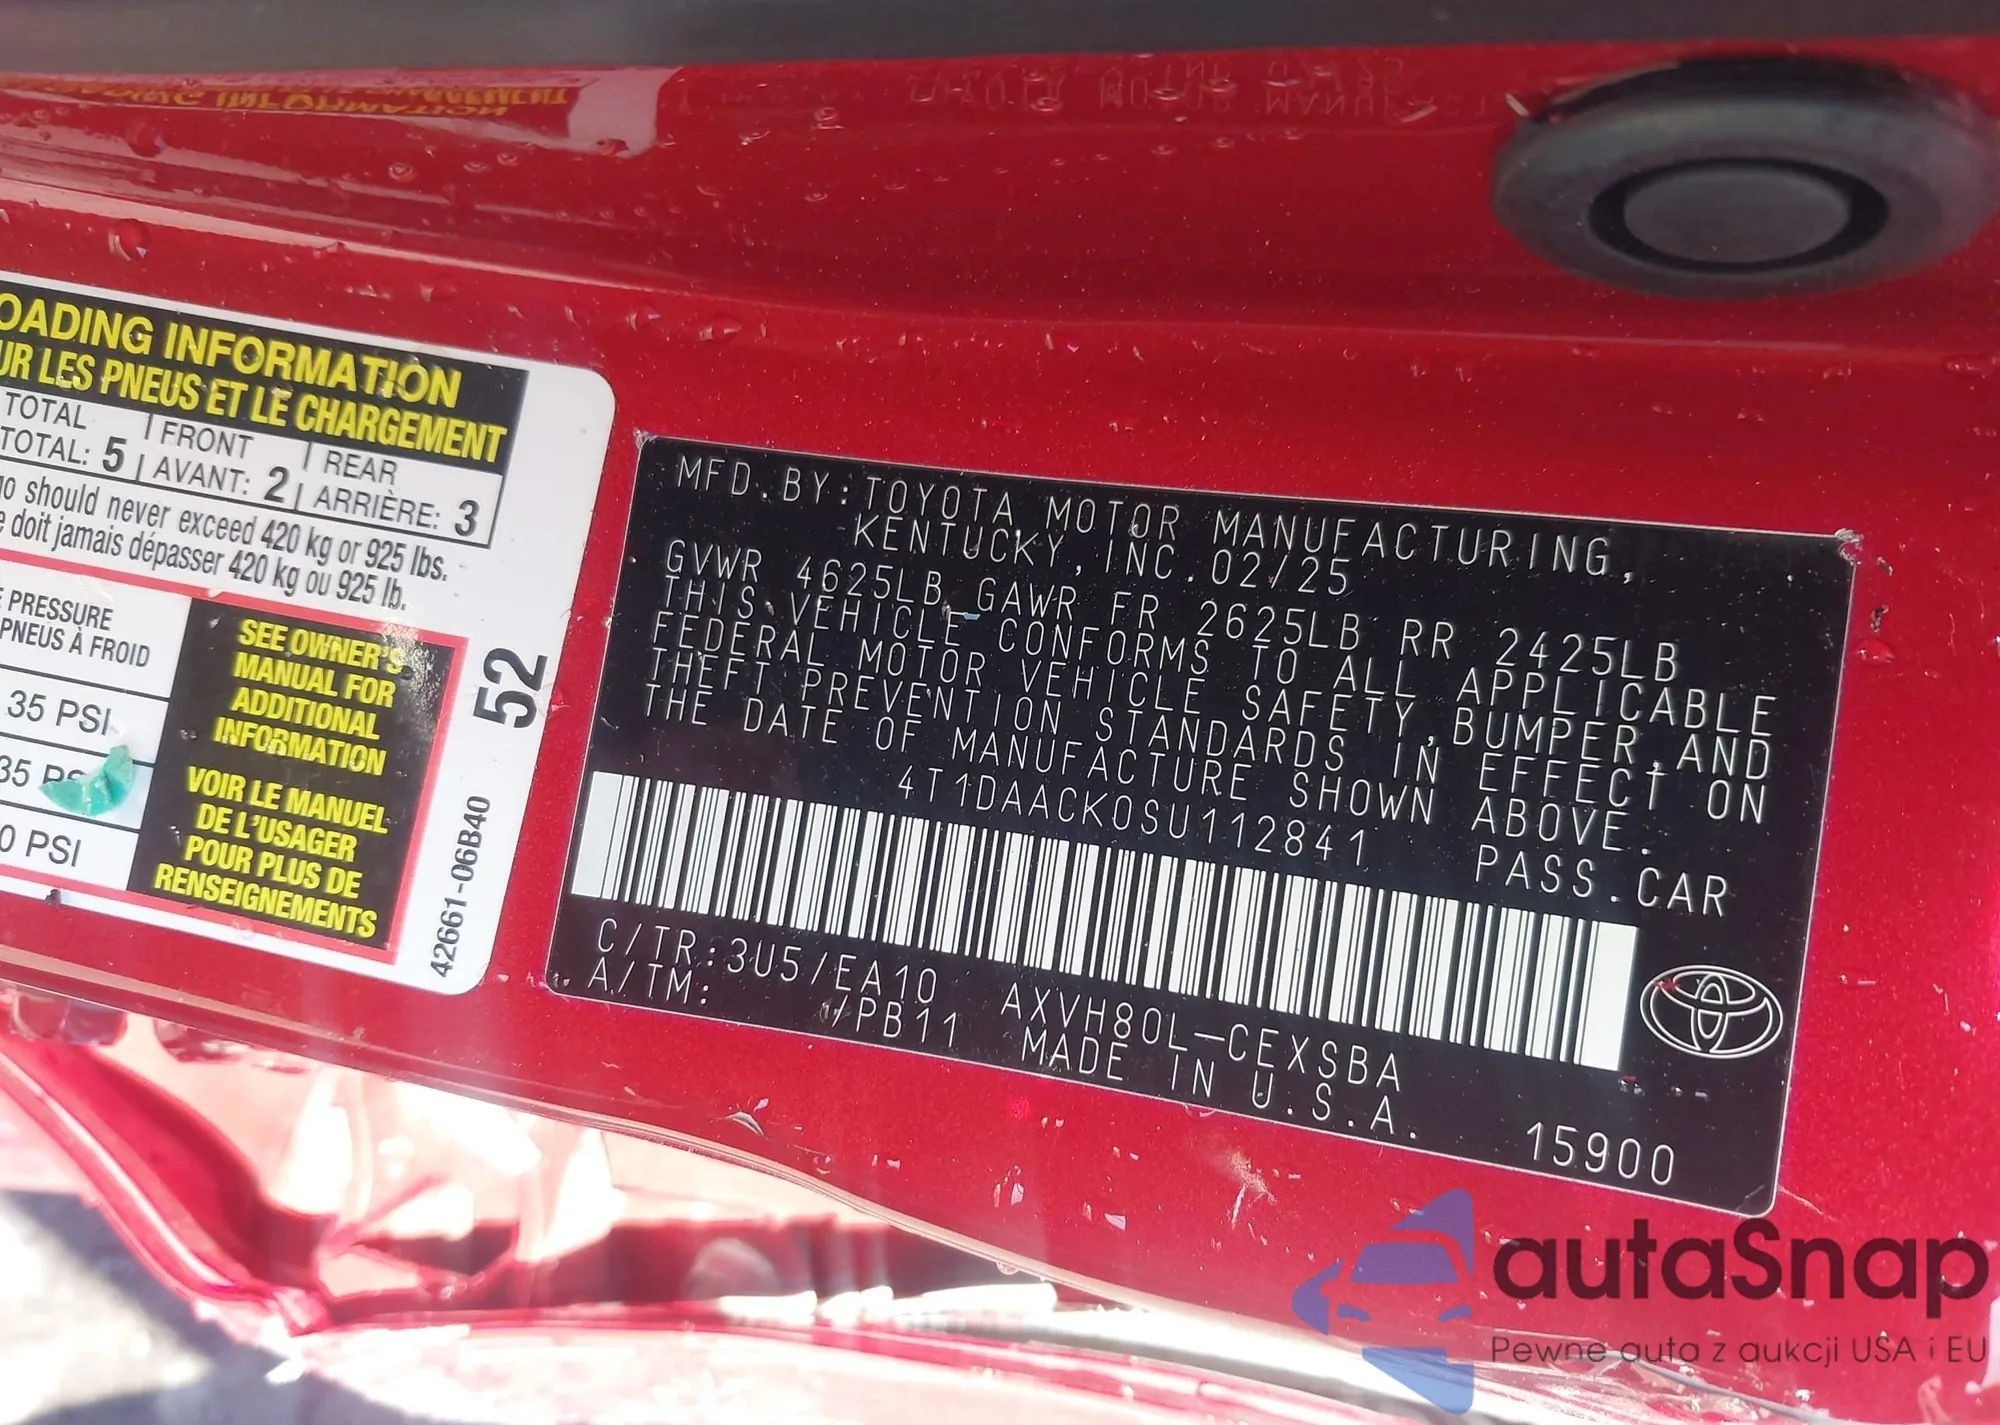 OADING INFORMATION
UR LES PNEUS ET LE CHARGEMENT
TOTAL | FRONT | REAR
TOTAL: 5 | AVANT: 2 | ARRIÈRE: 3
should never exceed 420 kg or 925 lbs.
doit jamais dépasser 420 kg ou 925 lb.
PRESSURE
PNEUS À FROID
35 PSI
35 PSI
0 PSI
SEE OWNER'S
MANUAL FOR
ADDITIONAL
INFORMATION
VOIR LE MANUEL
DE L'USAGER
POUR PLUS DE
RENSEIGNEMENTS
52
42661-06B40
MFD.BY:TOYOTA MOTOR MANUFACTURING,
KENTUCKY,INC.02/25
GVWR 4625LB GAWR FR 2625LB RR 2425LB
THIS VEHICLE CONFORMS TO ALL APPLICABLE
FEDERAL MOTOR VEHICLE SAFETY,BUMPER,AND
THEFT PREVENTION STANDARDS IN EFFECT ON
THE DATE OF MANUFACTURE SHOWN ABOVE.
4T1DAACK0SU112841 PASS.CAR
C/TR:3U5/EA10 AXVH80L-CEXSBA
A/TM: /PB11 MADE IN U.S.A.
15900
autaSnap
Pewne auta z aukcji USA i EU